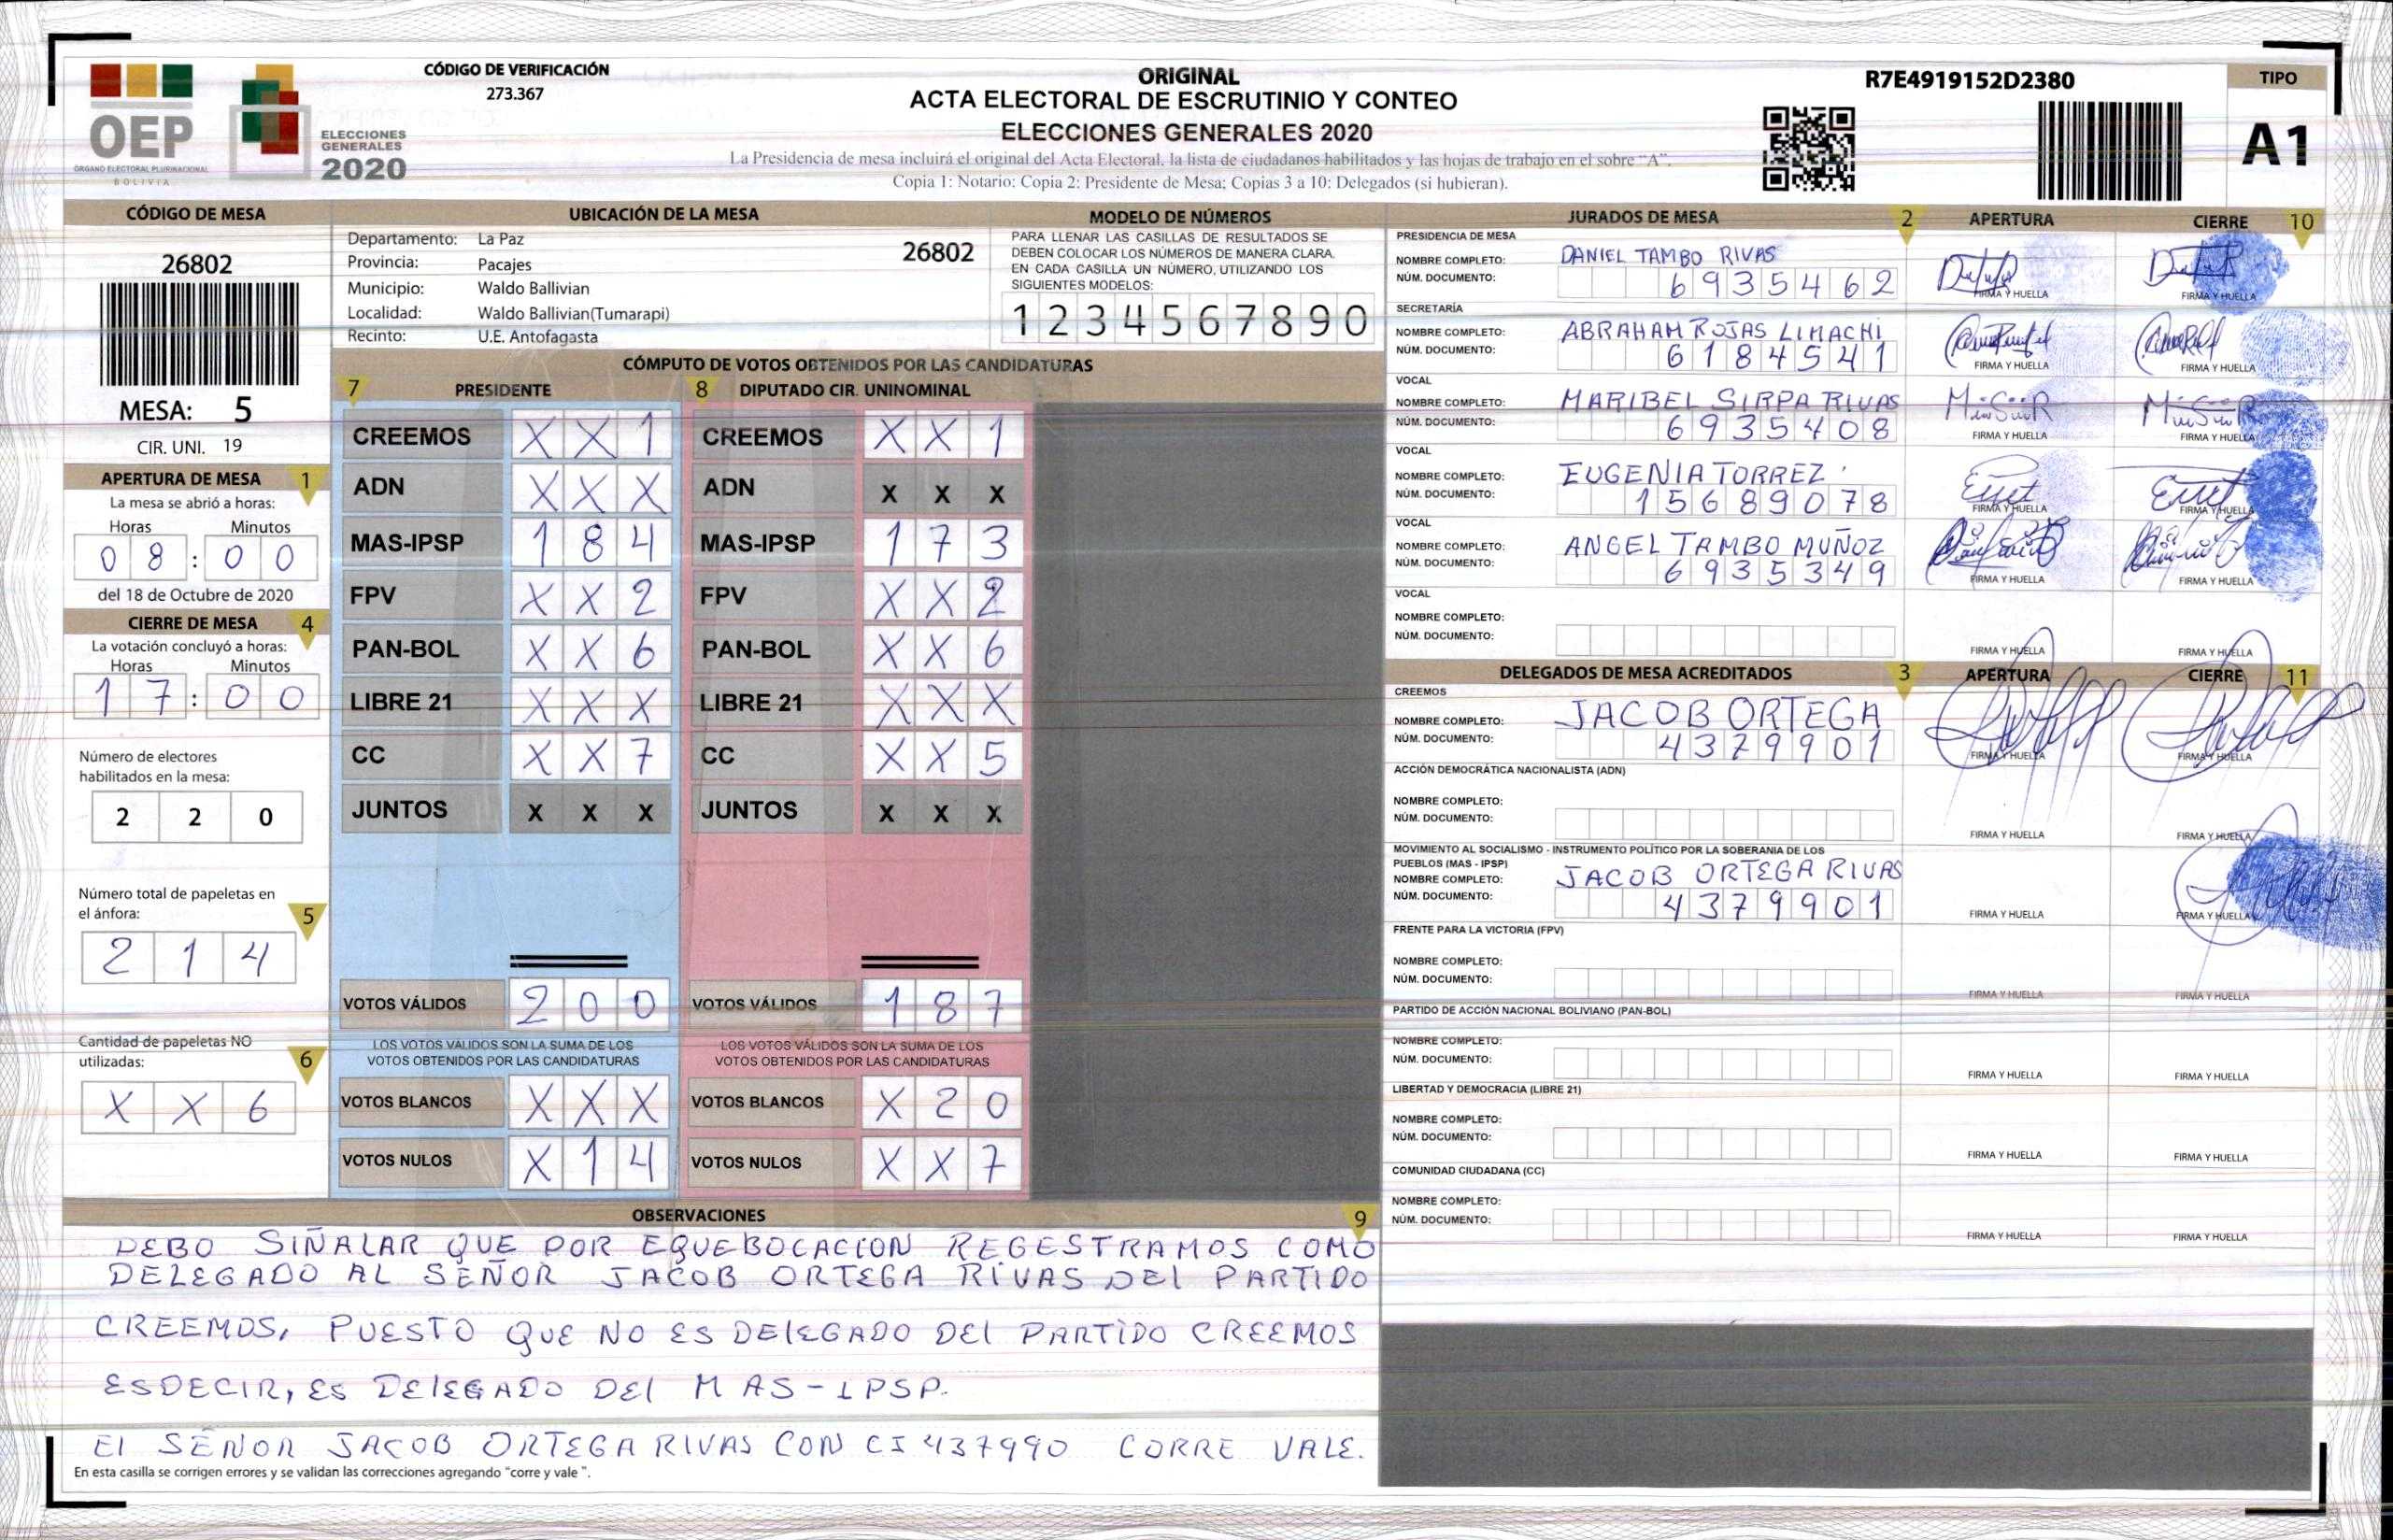 CÓDIGO DE VERIFICACIÓN
273.367
OEP
ÓRGANO ELECTORAL PLURINACIONAL
BOLIVIA
ELECCIONES
GENERALES
2020
ORIGINAL
ACTA ELECTORAL DE ESCRUTINIO Y CONTEO
ELECCIONES GENERALES 2020
La Presidencia de mesa incluirá el original del Acta Electoral, la lista de ciudadanos habilitados y las hojas de trabajo en el sobre "A".
Copia 1: Notario; Copia 2: Presidente de Mesa; Copias 3 a 10: Delegados (si hubieran).
R7E4919152D2380
TIPO
A1
CÓDIGO DE MESA
26802
MESA: 5
CIR. UNI. 19
APERTURA DE MESA 1
La mesa se abrió a horas:
Horas Minutos
0 8 : 0 0
del 18 de Octubre de 2020
CIERRE DE MESA 4
La votación concluyó a horas:
Horas Minutos
1 7 : 0 0
Número de electores
habilitados en la mesa:
2 2 0
Número total de papeletas en
el ánfora: 5
2 1 4
Cantidad de papeletas NO
utilizadas: 6
X X 6
UBICACIÓN DE LA MESA
Departamento: La Paz
26802
Provincia: Pacajes
Municipio: Waldo Ballivian
Localidad: Waldo Ballivian(Tumarapi)
Recinto: U.E. Antofagasta
MODELO DE NÚMEROS
PARA LLENAR LAS CASILLAS DE RESULTADOS SE
DEBEN COLOCAR LOS NÚMEROS DE MANERA CLARA.
EN CADA CASILLA UN NÚMERO, UTILIZANDO LOS
SIGUIENTES MODELOS:
1 2 3 4 5 6 7 8 9 0
CÓMPUTO DE VOTOS OBTENIDOS POR LAS CANDIDATURAS
7 PRESIDENTE
CREEMOS X X 1
ADN X X X
MAS-IPSP 1 8 4
FPV X X 2
PAN-BOL X X 6
LIBRE 21 X X X
CC X X 7
JUNTOS X X X
VOTOS VÁLIDOS 2 0 0
LOS VOTOS VÁLIDOS SON LA SUMA DE LOS
VOTOS OBTENIDOS POR LAS CANDIDATURAS
VOTOS BLANCOS X X X
VOTOS NULOS X 1 4
8 DIPUTADO CIR. UNINOMINAL
CREEMOS X X 1
ADN X X X
MAS-IPSP 1 7 3
FPV X X 2
PAN-BOL X X 6
LIBRE 21 X X X
CC X X 5
JUNTOS X X X
VOTOS VÁLIDOS 1 8 7
LOS VOTOS VÁLIDOS SON LA SUMA DE LOS
VOTOS OBTENIDOS POR LAS CANDIDATURAS
VOTOS BLANCOS X 2 0
VOTOS NULOS X X 7
OBSERVACIONES 9
DEBO SIÑALAR QUE POR EQUEBOCACION REGESTRAMOS COMO
DELEGADO AL SEÑOR JACOB ORTEGA RIVAS DEL PARTIDO
CREEMOS, PUESTO QUE NO ES DELEGADO DEL PARTIDO CREEMOS
ESDECIR, ES DELEGADO DEL MAS-IPSP.
El SEÑOR JACOB ORTEGA RIVAS CON CI 437990 CORRE VALE.
En esta casilla se corrigen errores y se validan las correcciones agregando "corre y vale ".
JURADOS DE MESA 2 APERTURA CIERRE 10
PRESIDENCIA DE MESA
NOMBRE COMPLETO: DANIEL TAMBO RIVAS
NÚM. DOCUMENTO: 6935462
FIRMA Y HUELLA FIRMA Y HUELLA
SECRETARÍA
NOMBRE COMPLETO: ABRAHAM ROJAS LIMACHI
NÚM. DOCUMENTO: 6184541
FIRMA Y HUELLA FIRMA Y HUELLA
VOCAL
NOMBRE COMPLETO: MARIBEL SIRPA RIVAS
NÚM. DOCUMENTO: 6935408
FIRMA Y HUELLA FIRMA Y HUELLA
VOCAL
NOMBRE COMPLETO: EUGENIA TORREZ
NÚM. DOCUMENTO: 15689078
FIRMA Y HUELLA FIRMA Y HUELLA
VOCAL
NOMBRE COMPLETO: ANGEL TAMBO MUÑOZ
NÚM. DOCUMENTO: 6935349
FIRMA Y HUELLA FIRMA Y HUELLA
VOCAL
NOMBRE COMPLETO:
NÚM. DOCUMENTO:
FIRMA Y HUELLA FIRMA Y HUELLA
DELEGADOS DE MESA ACREDITADOS 3 APERTURA CIERRE 11
CREEMOS
NOMBRE COMPLETO: JACOB ORTEGA
NÚM. DOCUMENTO: 4379901
FIRMA Y HUELLA FIRMA Y HUELLA
ACCIÓN DEMOCRÁTICA NACIONALISTA (ADN)
NOMBRE COMPLETO:
NÚM. DOCUMENTO:
FIRMA Y HUELLA FIRMA Y HUELLA
MOVIMIENTO AL SOCIALISMO - INSTRUMENTO POLÍTICO POR LA SOBERANIA DE LOS
PUEBLOS (MAS - IPSP)
NOMBRE COMPLETO: JACOB ORTEGA RIVAS
NÚM. DOCUMENTO: 4379901
FIRMA Y HUELLA FIRMA Y HUELLA
FRENTE PARA LA VICTORIA (FPV)
NOMBRE COMPLETO:
NÚM. DOCUMENTO:
FIRMA Y HUELLA FIRMA Y HUELLA
PARTIDO DE ACCIÓN NACIONAL BOLIVIANO (PAN-BOL)
NOMBRE COMPLETO:
NÚM. DOCUMENTO:
FIRMA Y HUELLA FIRMA Y HUELLA
LIBERTAD Y DEMOCRACIA (LIBRE 21)
NOMBRE COMPLETO:
NÚM. DOCUMENTO:
FIRMA Y HUELLA FIRMA Y HUELLA
COMUNIDAD CIUDADANA (CC)
NOMBRE COMPLETO:
NÚM. DOCUMENTO:
FIRMA Y HUELLA FIRMA Y HUELLA